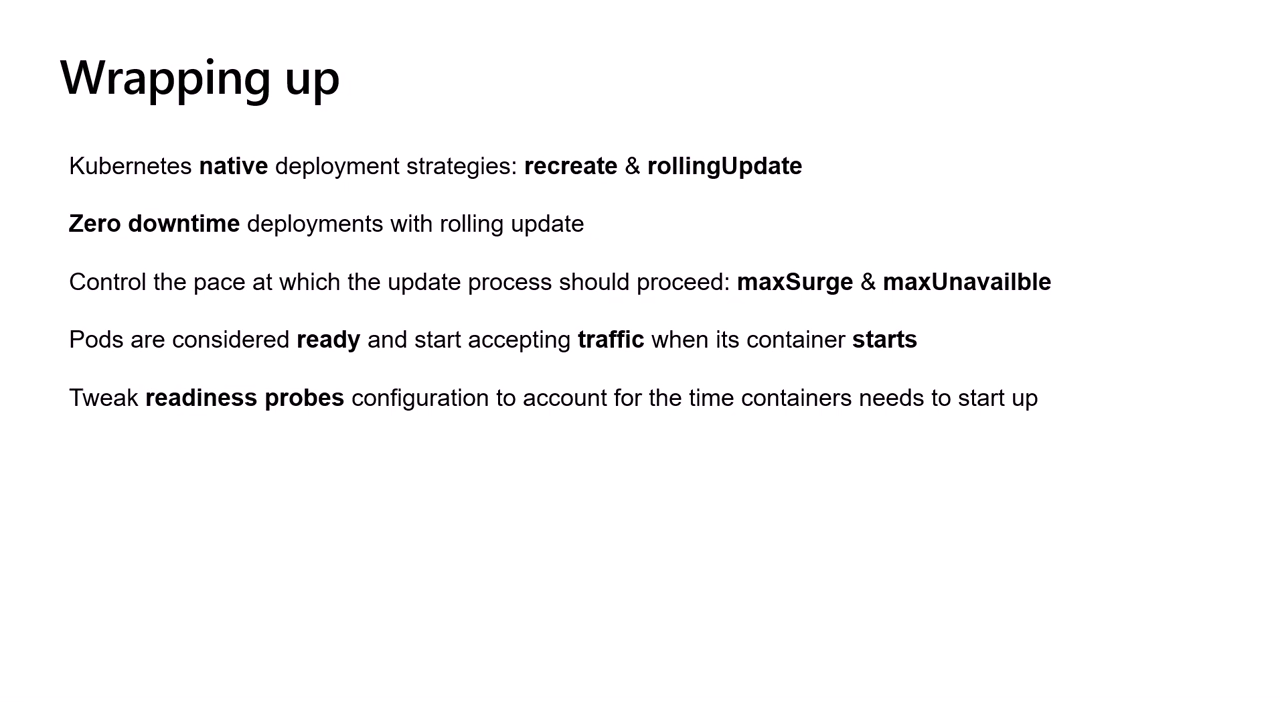 Wrapping up
Kubernetes native deployment strategies: recreate & rollingUpdate
Zero downtime deployments with rolling update
Control the pace at which the update process should proceed: maxSurge & maxUnavailble
Pods are considered ready and start accepting traffic when its container starts
Tweak readiness probes configuration to account for the time containers needs to start up